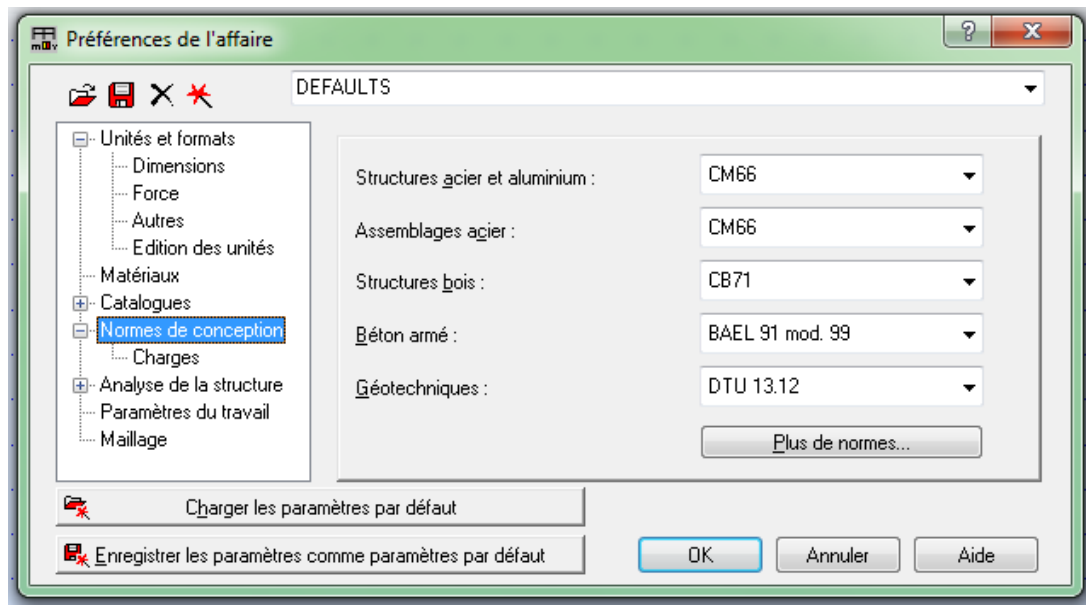 Préférences de l'affaire
DEFAULTS
Unités et formats
Dimensions
Force
Autres
Edition des unités
Matériaux
Catalogues
Normes de conception
Charges
Analyse de la structure
Paramètres du travail
Maillage
Structures acier et aluminium : CM66
Assemblages acier : CM66
Structures bois : CB71
Béton armé : BAEL 91 mod. 99
Géotechniques : DTU 13.12
Plus de normes...
Charger les paramètres par défaut
Enregistrer les paramètres comme paramètres par défaut
OK Annuler Aide